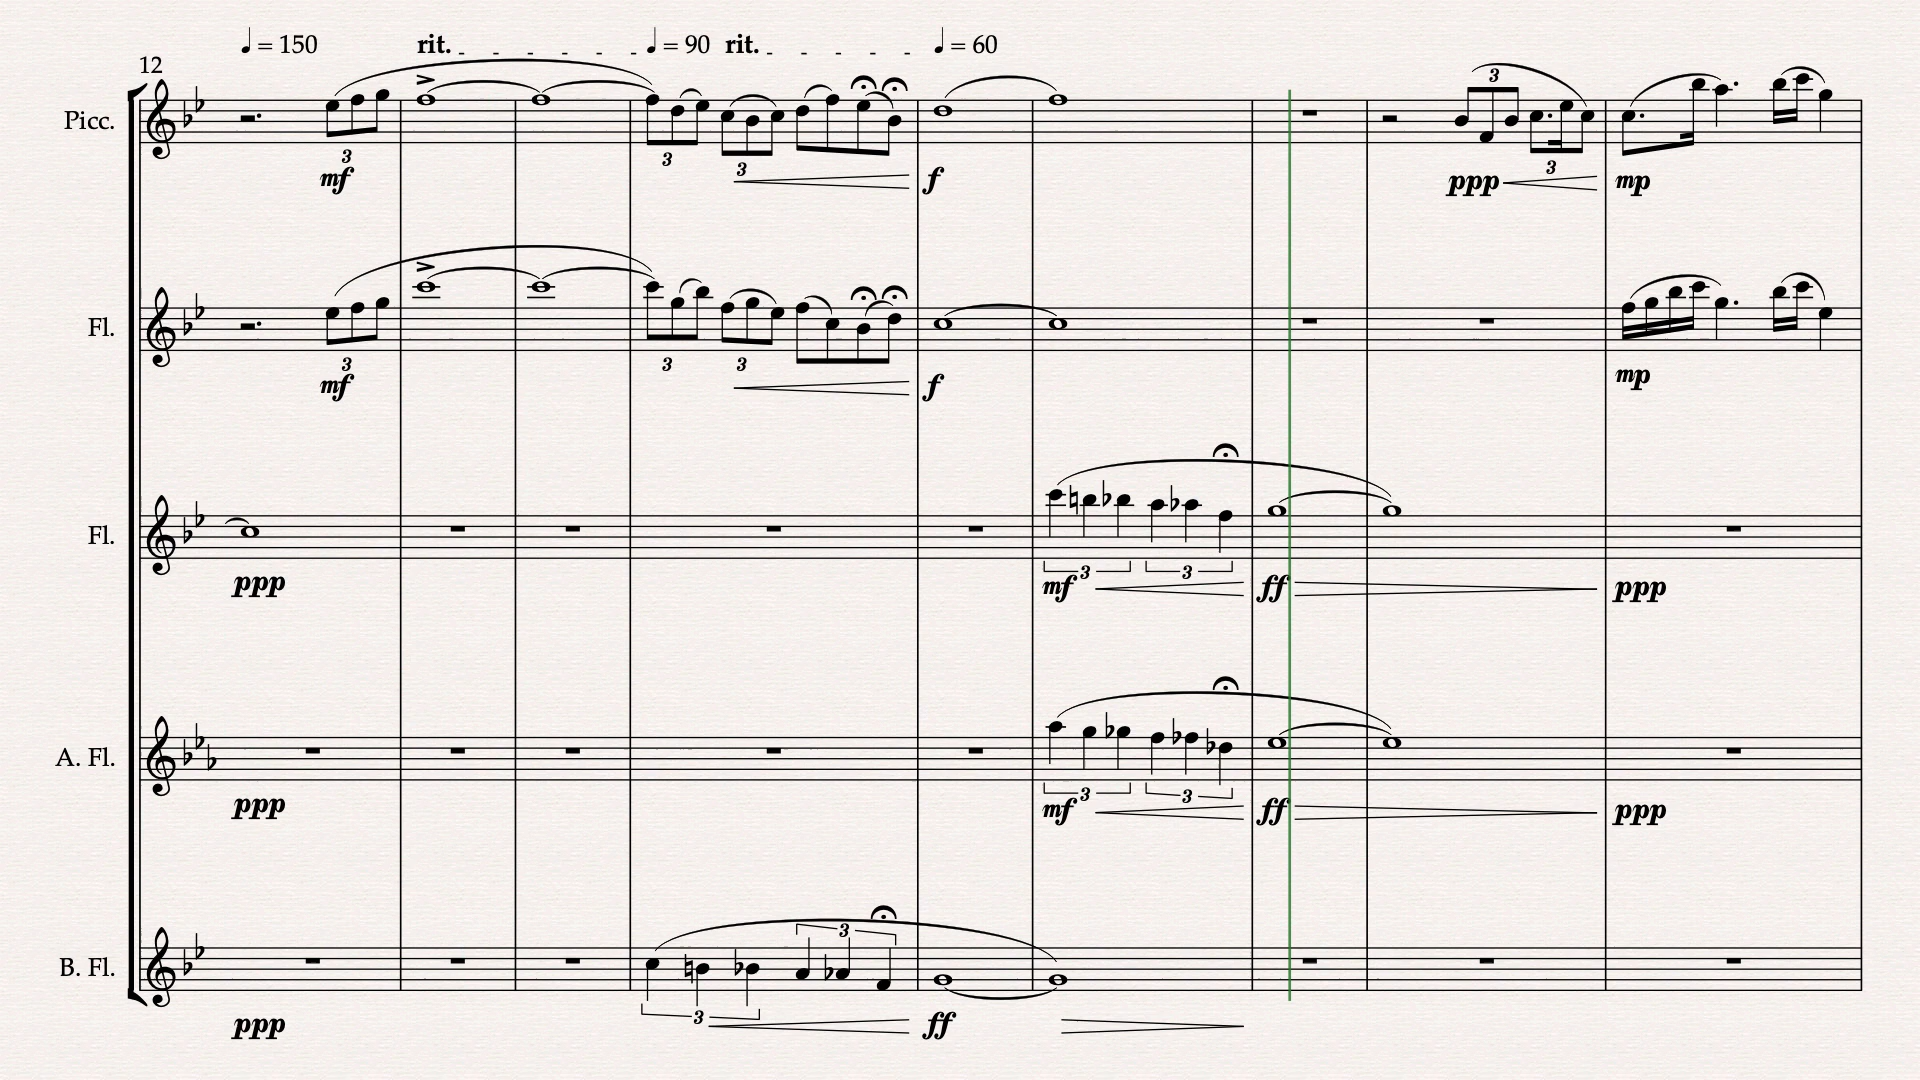 ♩ = 150 rit. ♩ = 90 rit. ♩ = 60
12
Picc.
3 3 3 3 3
mf f ppp mp
Fl.
3 3 3
mf f mp
Fl.
3 3
ppp mf ff ppp
A. Fl.
3 3
ppp mf ff ppp
B. Fl.
3
3
ppp ff